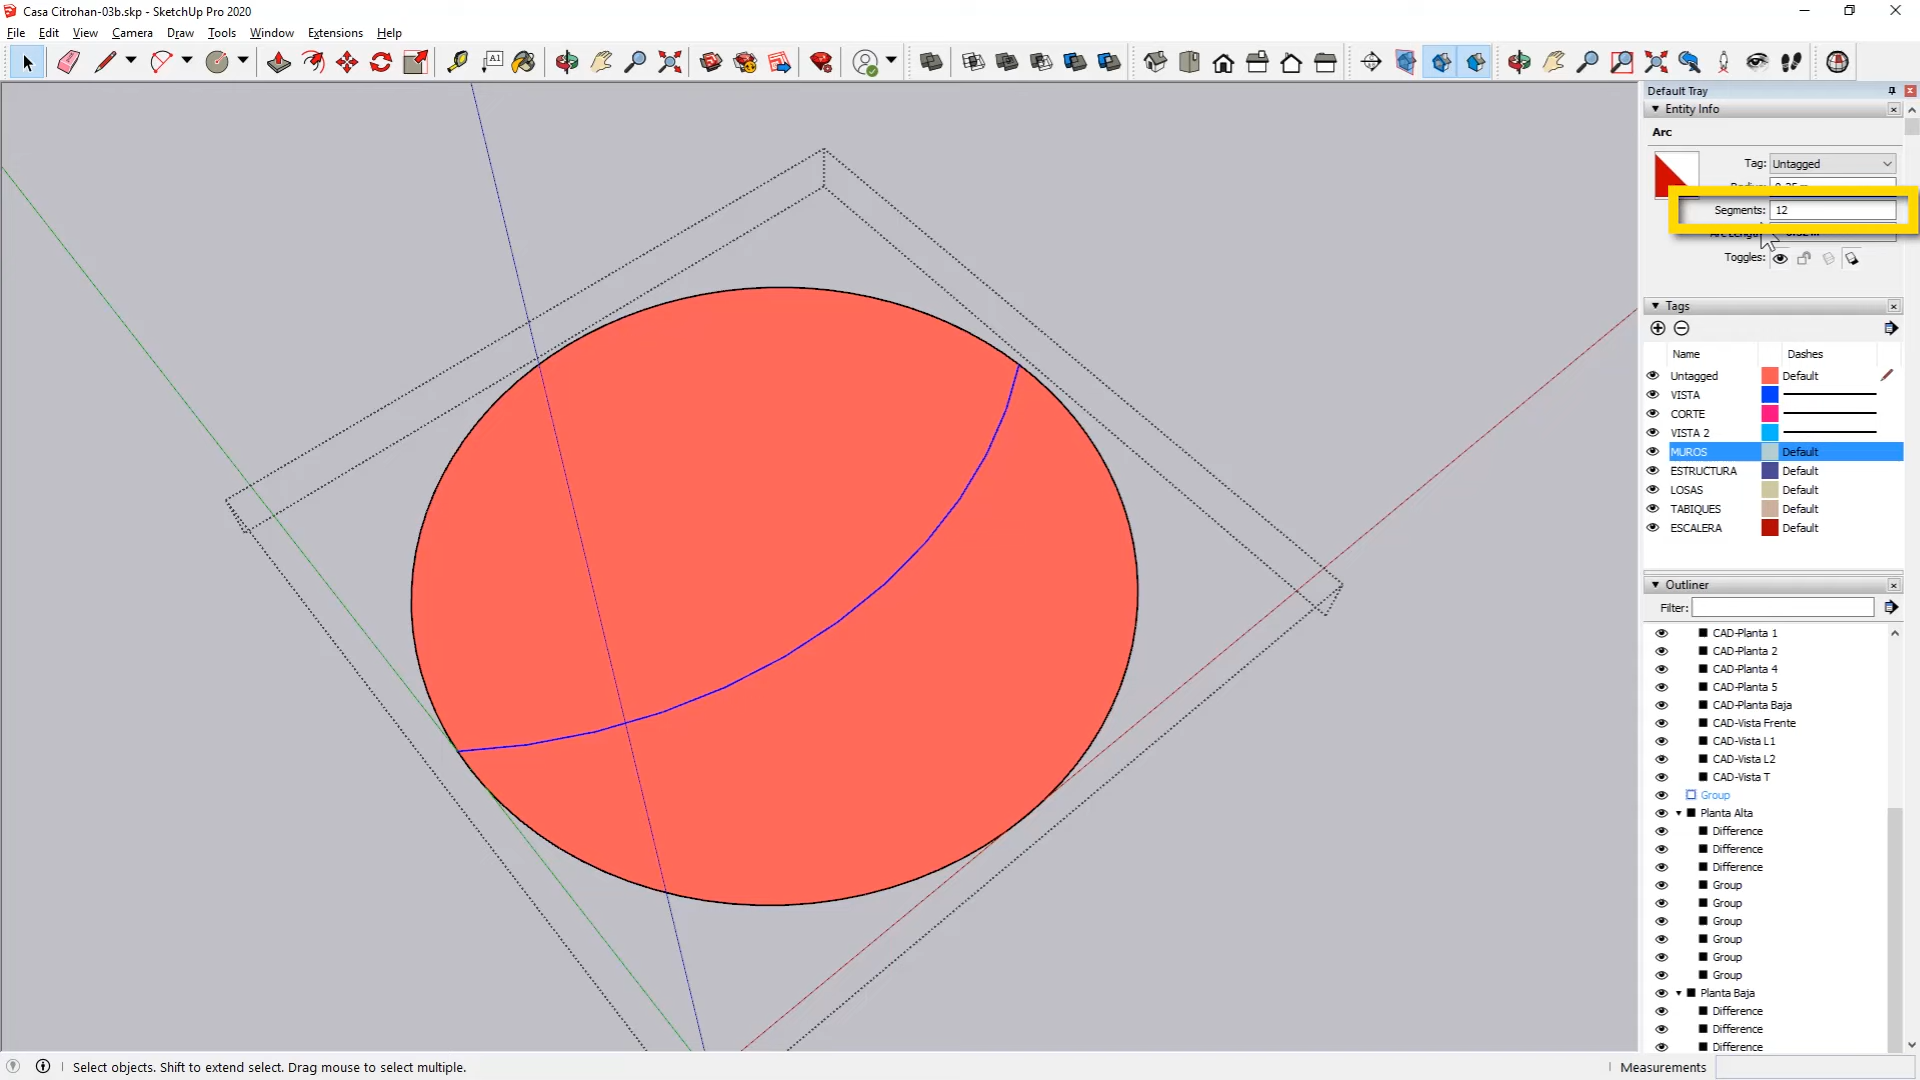 Casa Citrohan-03b.skp - SketchUp Pro 2020
File Edit View Camera Draw Tools Window Extensions Help
A1
Default Tray
Entity Info
Arc
Tag: Untagged
Segments: 12
Arc Length
Toggles:
Tags
Name Dashes
Untagged Default
VISTA
CORTE
VISTA 2
MUROS Default
ESTRUCTURA Default
LOSAS Default
TABIQUES Default
ESCALERA Default
Outliner
Filter:
CAD-Planta 1
CAD-Planta 2
CAD-Planta 4
CAD-Planta 5
CAD-Planta Baja
CAD-Vista Frente
CAD-Vista L1
CAD-Vista L2
CAD-Vista T
Group
Planta Alta
Difference
Difference
Difference
Group
Group
Group
Group
Group
Group
Planta Baja
Difference
Difference
Difference
Select objects. Shift to extend select. Drag mouse to select multiple.
Measurements